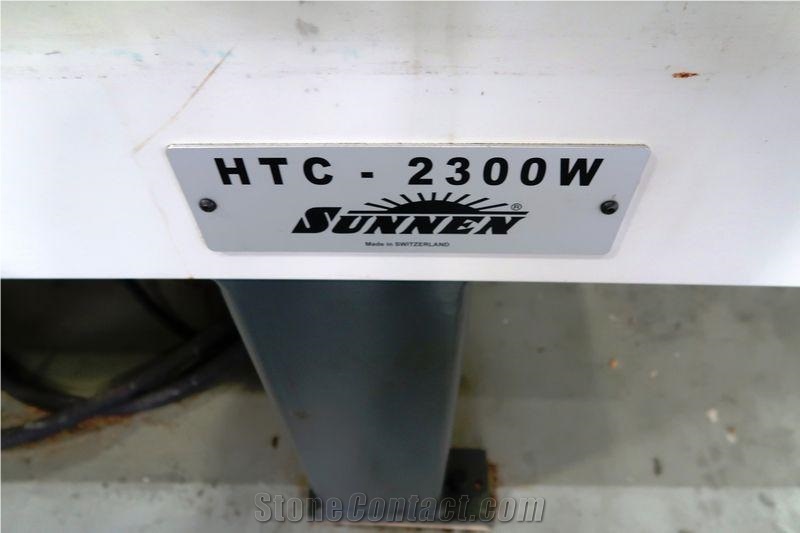 HTC - 2300W
SUNNEN®
Made in SWITZERLAND
StoneContact.com